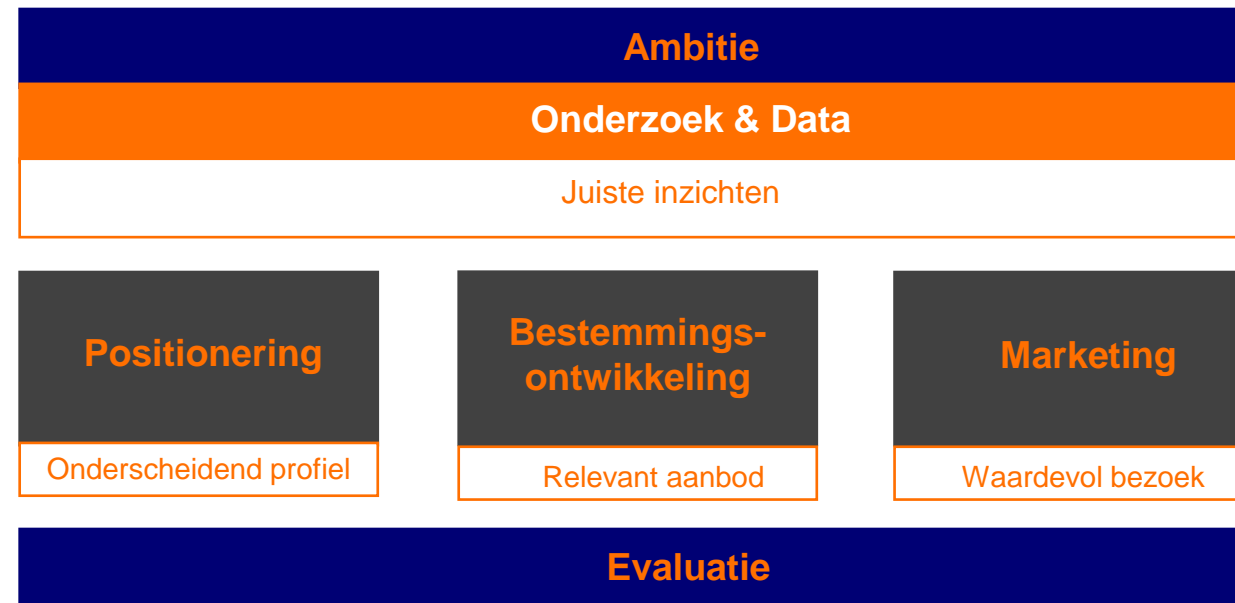 Ambitie
Onderzoek & Data
Juiste inzichten
Positionering
Onderscheidend profiel
Bestemmings-
ontwikkeling
Relevant aanbod
Marketing
Waardevol bezoek
Evaluatie